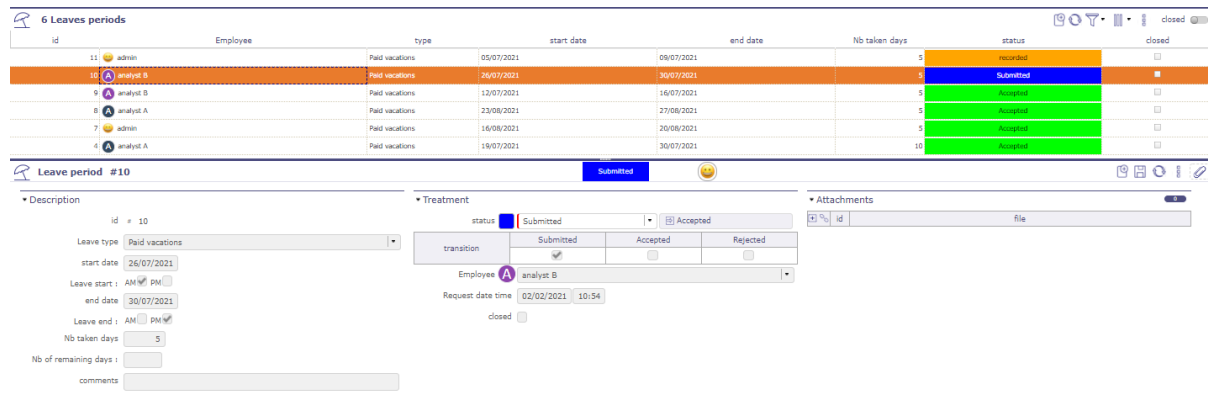 6 Leaves periods closed
id Employee type start date end date Nb taken days status closed
11 admin Paid vacations 05/07/2021 09/07/2021 5 recorded
10 A analyst B Paid vacations 26/07/2021 30/07/2021 5 Submitted
9 A analyst B Paid vacations 12/07/2021 16/07/2021 5 Accepted
8 A analyst A Paid vacations 23/08/2021 27/08/2021 5 Accepted
7 admin Paid vacations 16/08/2021 20/08/2021 5 Accepted
4 A analyst A Paid vacations 19/07/2021 30/07/2021 10 Accepted
Leave period #10 Submitted
Description
id # 10
Leave type Paid vacations
start date 26/07/2021
Leave start : AM PM
end date 30/07/2021
Leave end : AM PM
Nb taken days 5
Nb of remaining days :
comments
Treatment
status Submitted Accepted
transition Submitted Accepted Rejected
Employee A analyst B
Request date time 02/02/2021 10:54
closed
Attachments 0
id file